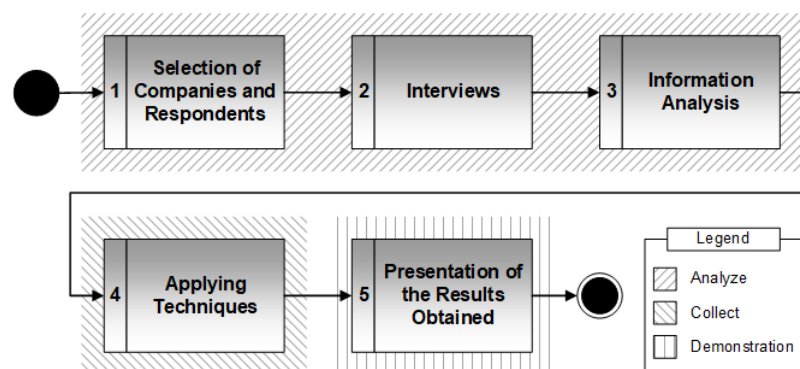 1
Selection of
Companies and
Respondents
2
Interviews
3
Information
Analysis
4
Applying
Techniques
5
Presentation of
the Results
Obtained
Legend
Analyze
Collect
Demonstration